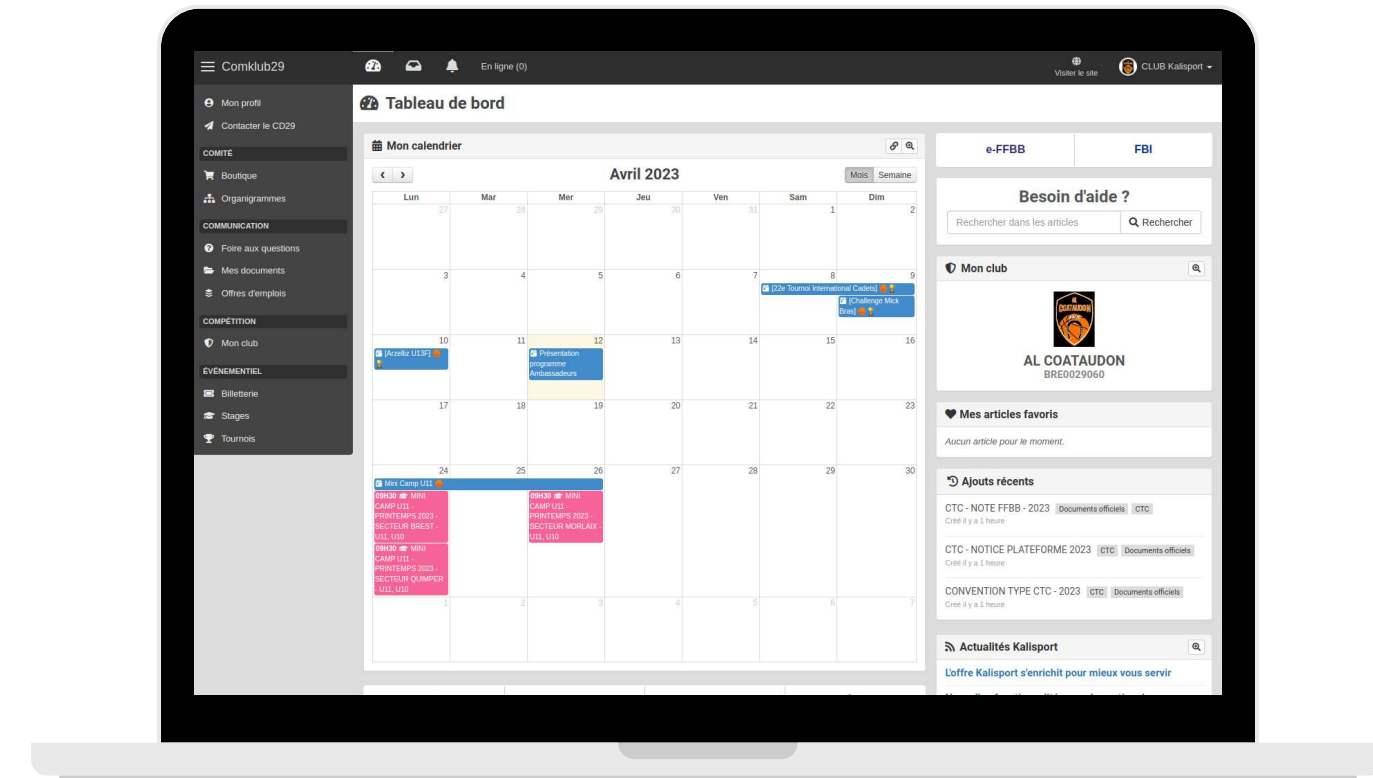 Comklub29
En ligne (0)
Visiter le site
CLUB Kalisport
Mon profil
Contacter le CD29
COMITÉ
Boutique
Organigrammes
COMMUNICATION
Foire aux questions
Mes documents
Offres d'emplois
COMPÉTITION
Mon club
ÉVÉNEMENTIEL
Billetterie
Stages
Tournois
Tableau de bord
Mon calendrier
Avril 2023
Mois Semaine
Lun Mar Mer Jeu Ven Sam Dim
27 28 29 30 31 1 2
3 4 5 6 7 8 9
[22e Tournoi International Cadets]
[Challenge Mick
Bras]
10 11 12 13 14 15 16
[Arzelliz U13F]
Présentation
programme
Ambassadeurs
17 18 19 20 21 22 23
24 25 26 27 28 29 30
Mini Camp U11
09H30 MINI
CAMP U11 -
PRINTEMPS 2023 -
SECTEUR BREST -
U11, U10
09H30 MINI
CAMP U11 -
PRINTEMPS 2023 -
SECTEUR QUIMPER
- U11, U10
09H30 MINI
CAMP U11 -
PRINTEMPS 2023 -
SECTEUR MORLAIX -
U11, U10
1 2 3 4 5 6 7
e-FFBB
FBI
Besoin d'aide ?
Rechercher dans les articles
Rechercher
Mon club
AL
COATAUDON
AL COATAUDON
BRE0029060
Mes articles favoris
Aucun article pour le moment.
Ajouts récents
CTC - NOTE FFBB - 2023 Documents officiels CTC
Créé il y a 1 heure
CTC - NOTICE PLATEFORME 2023 CTC Documents officiels
Créé il y a 1 heure
CONVENTION TYPE CTC - 2023 CTC Documents officiels
Créé il y a 1 heure
Actualités Kalisport
L'offre Kalisport s'enrichit pour mieux vous servir